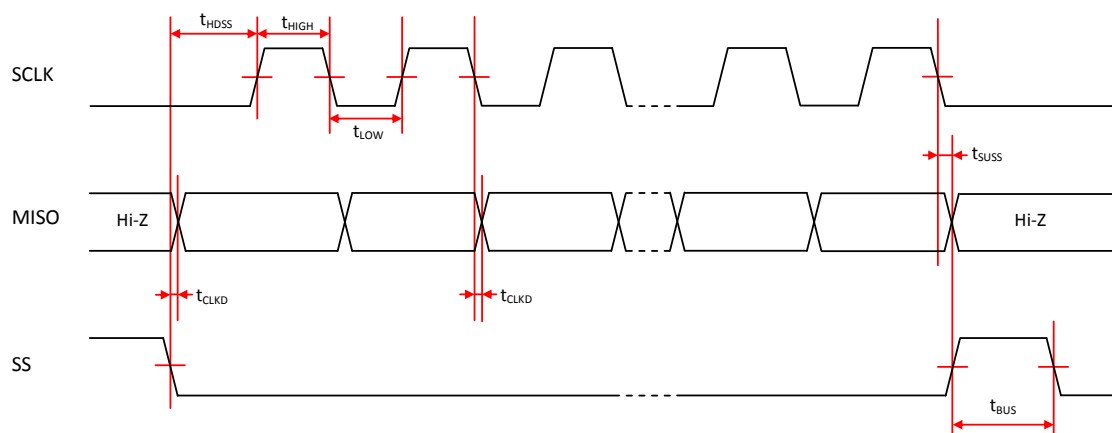 tHDSS
tHIGH
SCLK
tLOW
tSUSS
MISO
Hi-Z
Hi-Z
tCLKD
tCLKD
SS
tBUS